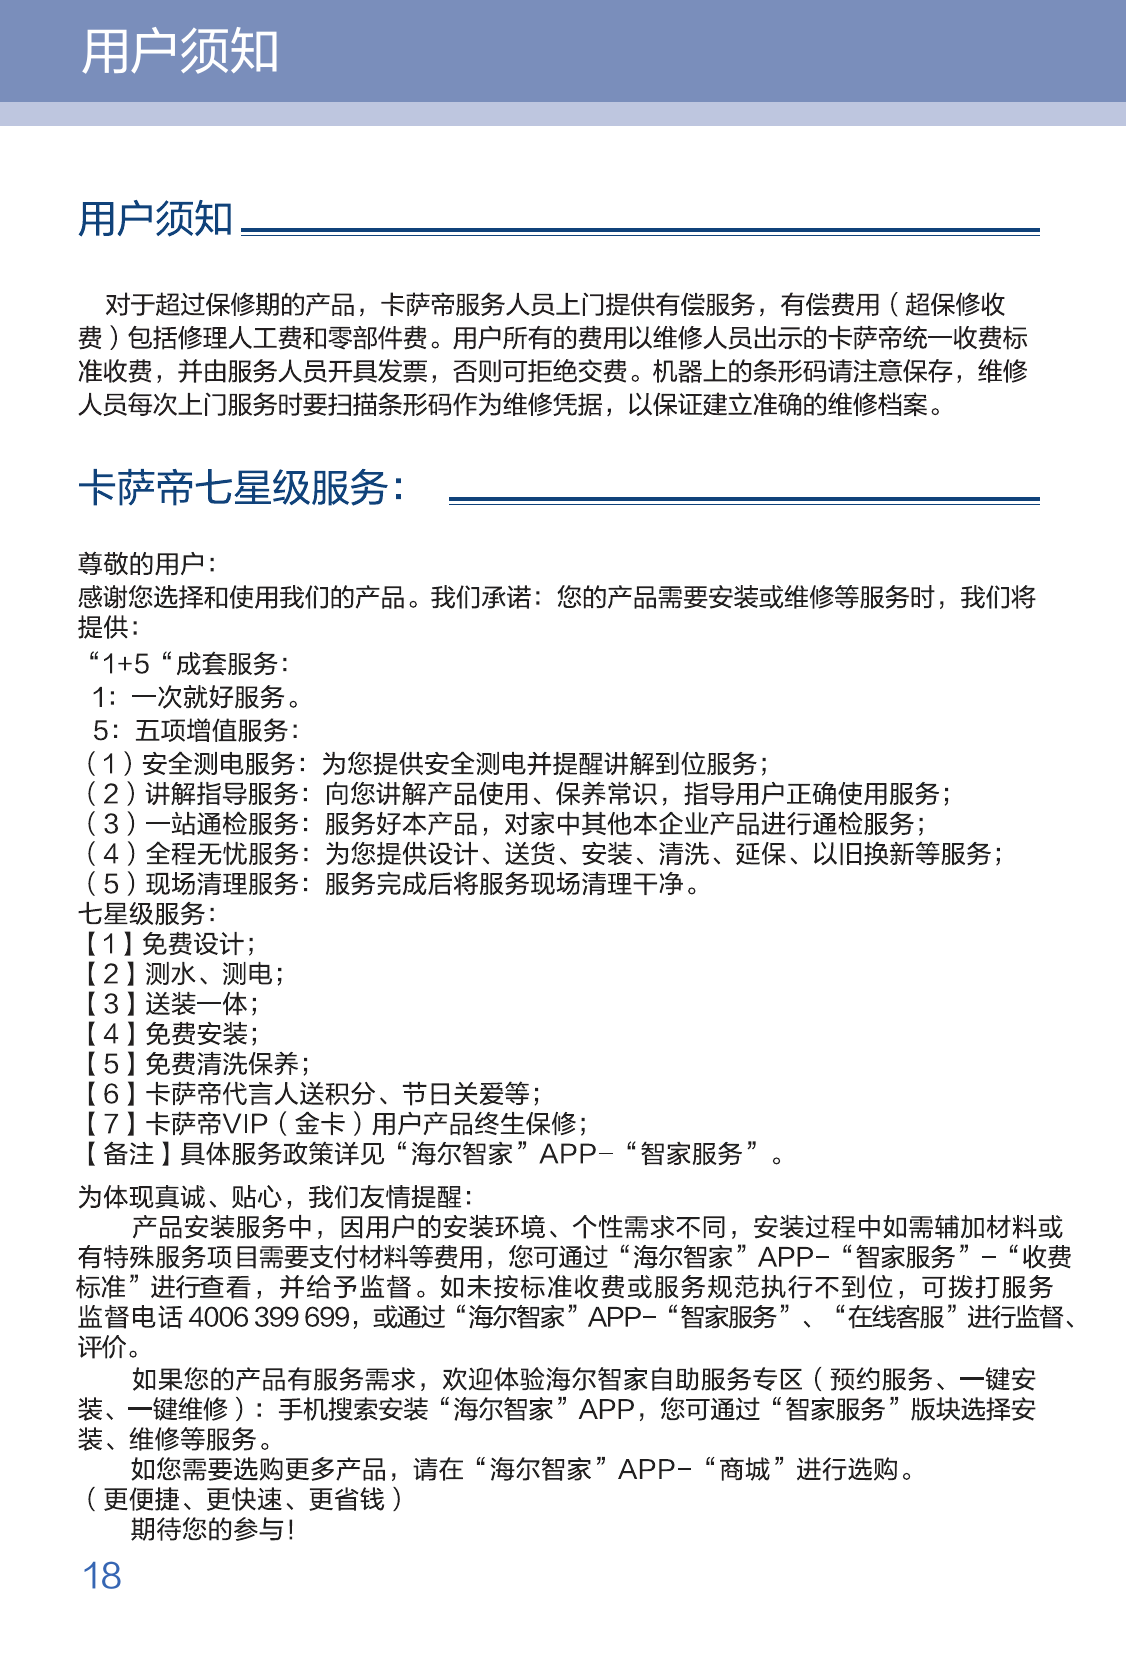 用户须知
用户须知
对于超过保修期的产品，卡萨帝服务人员上门提供有偿服务，有偿费用（超保修收
费）包括修理人工费和零部件费。用户所有的费用以维修人员出示的卡萨帝统一收费标
准收费，并由服务人员开具发票，否则可拒绝交费。机器上的条形码请注意保存，维修
人员每次上门服务时要扫描条形码作为维修凭据，以保证建立准确的维修档案。
卡萨帝七星级服务：
尊敬的用户：
感谢您选择和使用我们的产品。我们承诺：您的产品需要安装或维修等服务时，我们将
提供：
“1+5“成套服务：
1：一次就好服务。
5：五项增值服务：
（1）安全测电服务：为您提供安全测电并提醒讲解到位服务；
（2）讲解指导服务：向您讲解产品使用、保养常识，指导用户正确使用服务；
（3）一站通检服务：服务好本产品，对家中其他本企业产品进行通检服务；
（4）全程无忧服务：为您提供设计、送货、安装、清洗、延保、以旧换新等服务；
（5）现场清理服务：服务完成后将服务现场清理干净。
七星级服务：
【1】免费设计；
【2】测水、测电；
【3】送装一体；
【4】免费安装；
【5】免费清洗保养；
【6】卡萨帝代言人送积分、节日关爱等；
【7】卡萨帝VIP（金卡）用户产品终生保修；
【备注】具体服务政策详见“海尔智家”APP-“智家服务”。
为体现真诚、贴心，我们友情提醒：
产品安装服务中，因用户的安装环境、个性需求不同，安装过程中如需辅加材料或
有特殊服务项目需要支付材料等费用，您可通过“海尔智家”APP-“智家服务”-“收费
标准”进行查看，并给予监督。如未按标准收费或服务规范执行不到位，可拨打服务
监督电话 4006 399 699，或通过“海尔智家”APP-“智家服务”、“在线客服”进行监督、
评价。
如果您的产品有服务需求，欢迎体验海尔智家自助服务专区（预约服务、一键安
装、一键维修）：手机搜索安装“海尔智家”APP，您可通过“智家服务”版块选择安
装、维修等服务。
如您需要选购更多产品，请在“海尔智家”APP-“商城”进行选购。
（更便捷、更快速、更省钱）
期待您的参与！
18